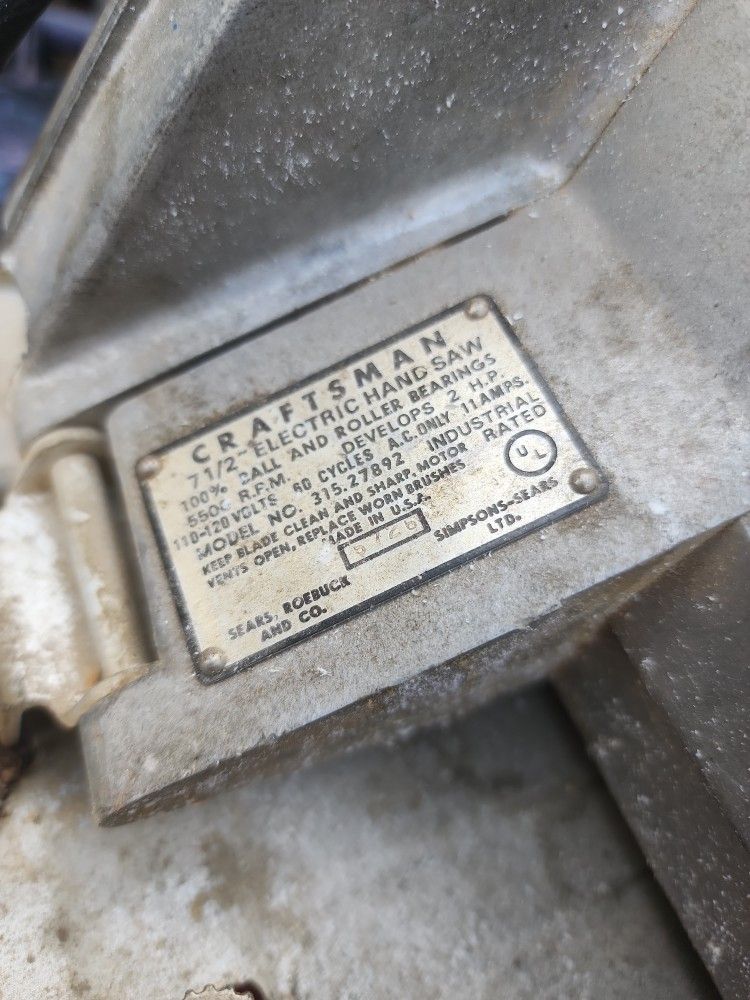 CRAFTSMAN
7 1/2" ELECTRIC HAND SAW
100% BALL AND ROLLER BEARINGS
5500 R.P.M. DEVELOPS 2 H.P.
110-120 VOLTS 60 CYCLES A.C. ONLY 11 AMPS.
MODEL NO. 315.27892 INDUSTRIAL RATED
KEEP BLADE CLEAN AND SHARP, MOTOR
VENTS OPEN, REPLACE WORN BRUSHES
UL
MADE IN U.S.A.
SEARS, ROEBUCK AND CO.
SIMPSONS-SEARS LTD.